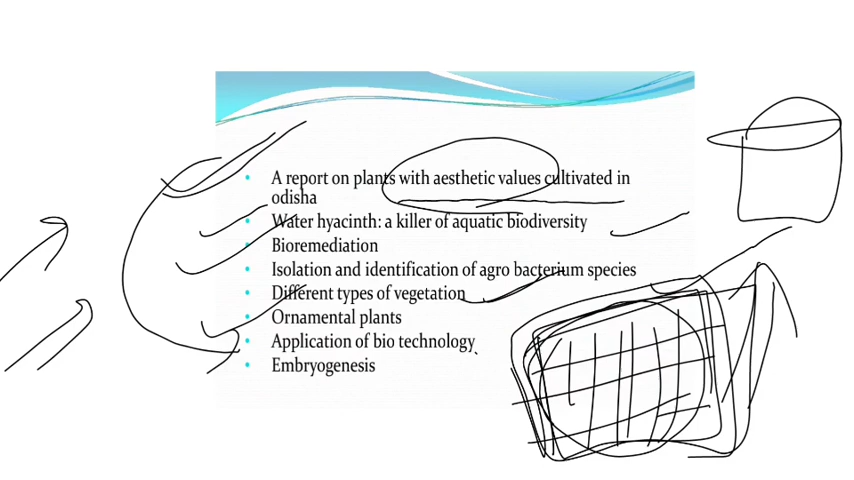 • A report on plants with aesthetic values cultivated in
odisha
• Water hyacinth: a killer of aquatic biodiversity
• Bioremediation
• Isolation and identification of agro bacterium species
• Different types of vegetation
• Ornamental plants
• Application of bio technology
• Embryogenesis